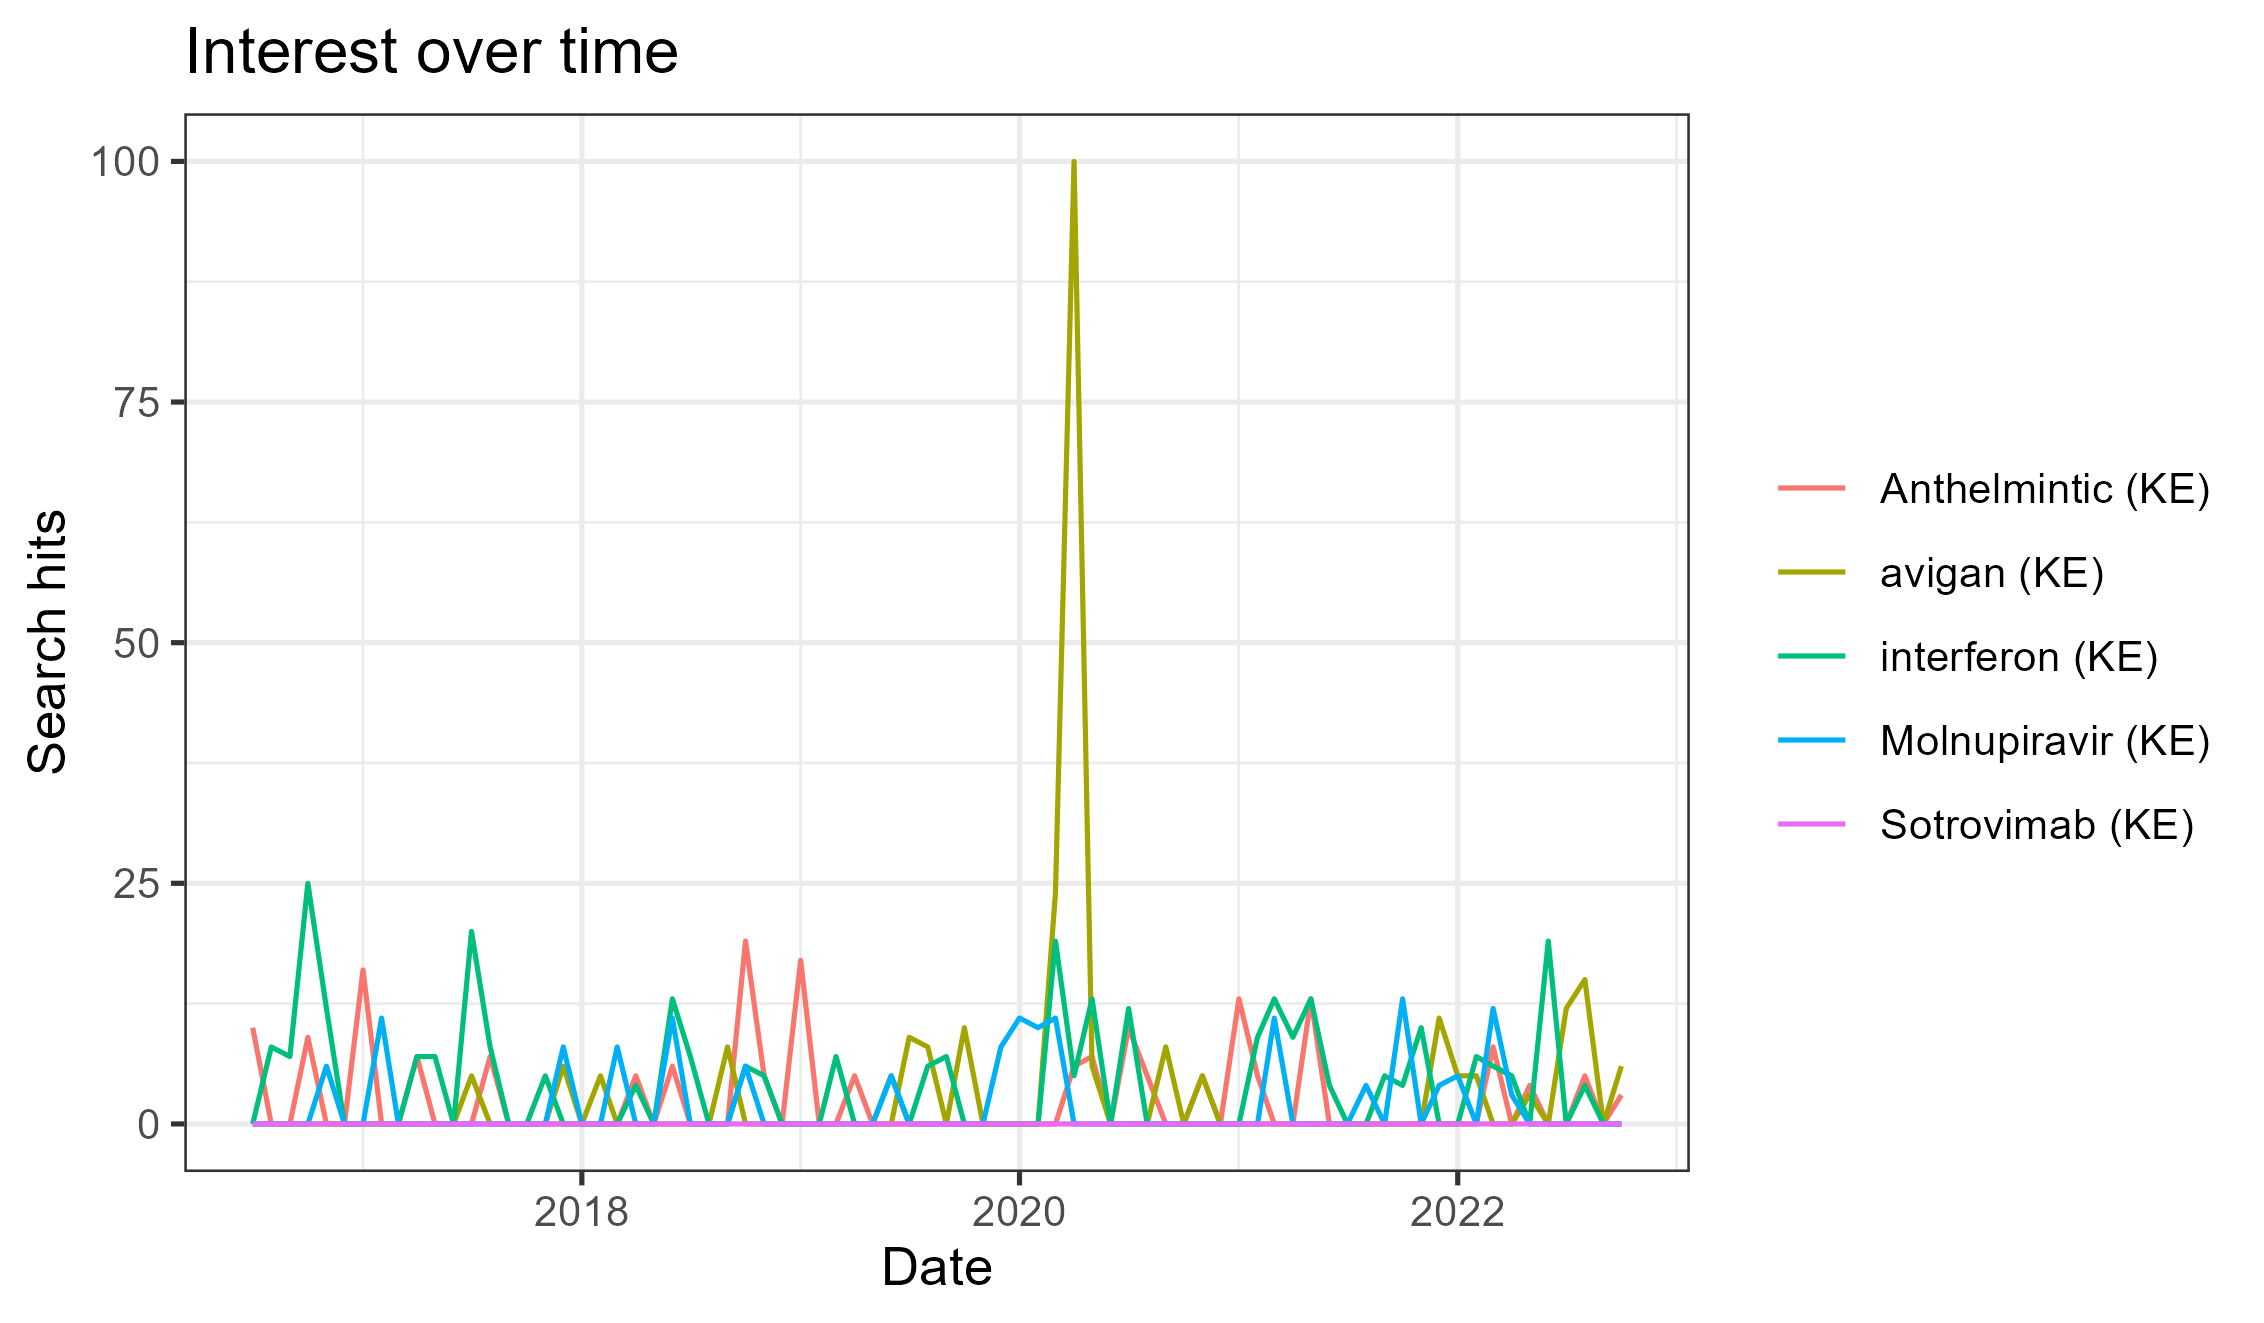 Interest over time
100
75
50
25
0
Search hits
2018
2020
2022
Date
Anthelmintic (KE)
avigan (KE)
interferon (KE)
Molnupiravir (KE)
Sotrovimab (KE)